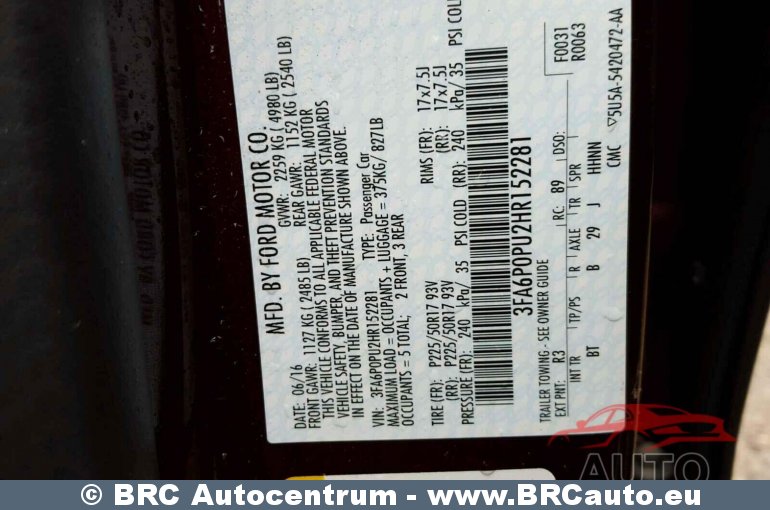 MFD. BY FORD MOTOR CO.
DATE: 06/16 GVWR: 2259 KG ( 4980 LB)
FRONT GAWR: 1127 KG ( 2485 LB) REAR GAWR: 1152 KG ( 2540 LB)
THIS VEHICLE CONFORMS TO ALL APPLICABLE FEDERAL MOTOR
VEHICLE SAFETY, BUMPER, AND THEFT PREVENTION STANDARDS
IN EFFECT ON THE DATE OF MANUFACTURE SHOWN ABOVE.
VIN: 3FA6P0PU2HR152281 TYPE: Passenger Car
MAXIMUM LOAD = OCCUPANTS + LUGGAGE = 375KG/ 827LB
OCCUPANTS = 5 TOTAL: 2 FRONT, 3 REAR
TIRE (FR): P225/50R17 93V RIMS (FR): 17x7.5J
(RR): P225/50R17 93V (RR): 17x7.5J
PRESSURE (FR): 240 kPa/ 35 PSI COLD (RR): 240 kPa/ 35 PSI COL
3FA6P0PU2HR152281
TRAILER TOWING - SEE OWNER GUIDE F0031
EXT PNT: R3 RC: 89 DSO: R0063
INT TR TP/PS R AXLE TR SPR
BT B 29 J HHNN
CMC ▽5U5A-5420472-AA
AUTO
© BRC Autocentrum - www.BRCauto.eu